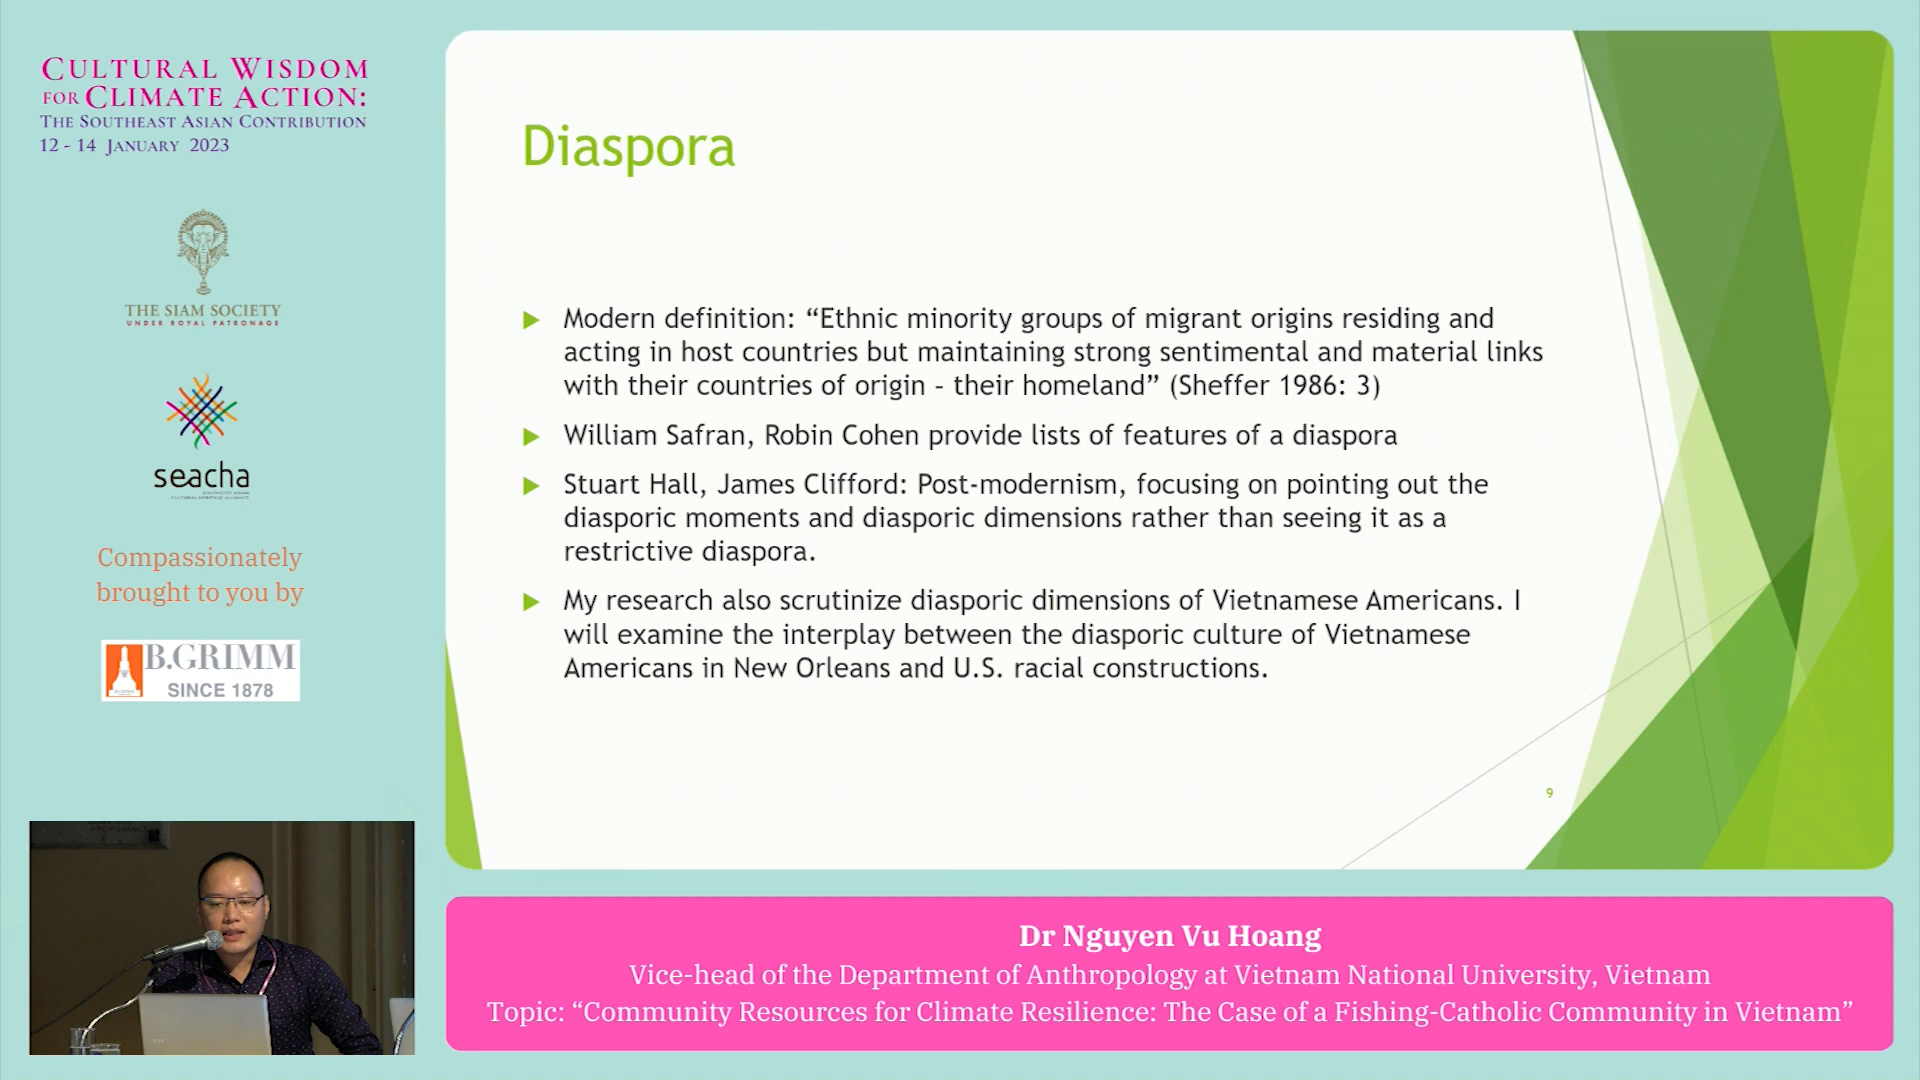 CULTURAL WISDOM
FOR CLIMATE ACTION:
THE SOUTHEAST ASIAN CONTRIBUTION
12 - 14 JANUARY 2023
THE SIAM SOCIETY
UNDER ROYAL PATRONAGE
seacha
SOUTHEAST ASIAN
CULTURAL HERITAGE ALLIANCE
Compassionately
brought to you by
B.GRIMM
SINCE 1878
Diaspora
Modern definition: “Ethnic minority groups of migrant origins residing and
acting in host countries but maintaining strong sentimental and material links
with their countries of origin – their homeland” (Sheffer 1986: 3)
William Safran, Robin Cohen provide lists of features of a diaspora
Stuart Hall, James Clifford: Post-modernism, focusing on pointing out the
diasporic moments and diasporic dimensions rather than seeing it as a
restrictive diaspora.
My research also scrutinize diasporic dimensions of Vietnamese Americans. I
will examine the interplay between the diasporic culture of Vietnamese
Americans in New Orleans and U.S. racial constructions.
9
Dr Nguyen Vu Hoang
Vice-head of the Department of Anthropology at Vietnam National University, Vietnam
Topic: “Community Resources for Climate Resilience: The Case of a Fishing-Catholic Community in Vietnam”